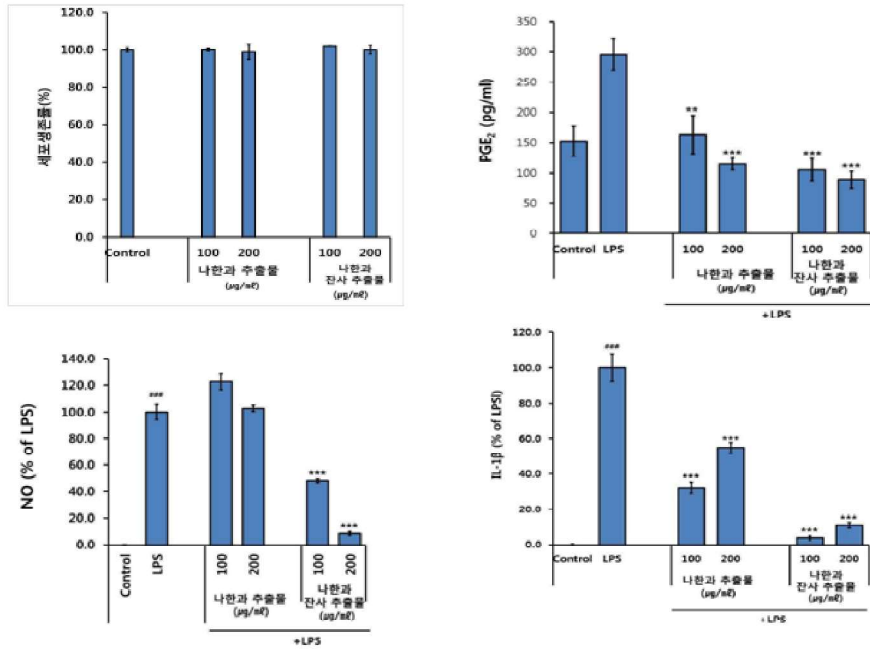 120.0
100.0
80.0
60.0
40.0
20.0
0.0
세포생존률(%)
Control
100 200
100 200
나한과 추출물
(μg/㎖)
나한과
잔사 추출물
(μg/㎖)
350
300
250
200
150
100
50
0
PGE₂ (pg/ml)
**
***
***
***
Control LPS
100 200
100 200
나한과 추출물
(μg/㎖)
나한과
잔사 추출물
(μg/㎖)
+LPS
140.0
120.0
100.0
80.0
60.0
40.0
20.0
0.0
NO (% of LPS)
###
***
***
Control
LPS
100
200
100
200
나한과 추출물
(μg/㎖)
나한과
잔사 추출물
(μg/㎖)
+LPS
120.0
100.0
80.0
60.0
40.0
20.0
0.0
IL-1β (% of LPS)
###
***
***
***
***
Control LPS
100 200
100 200
나한과 추출물
(μg/㎖)
나한과
잔사 추출물
(μg/㎖)
+LPS